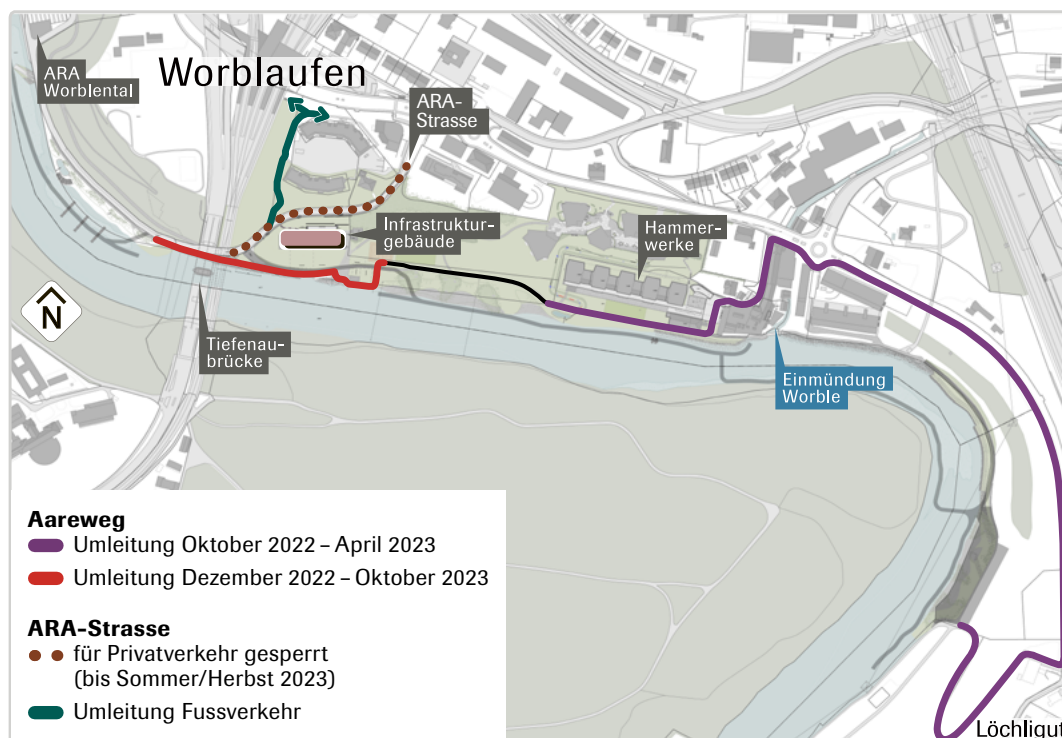 ARA
Worblental
Worblaufen
ARA-
Strasse
Infrastruktur-
gebäude
Hammer-
werke
N
Tiefenau-
brücke
Einmündung
Worble
Aareweg
Umleitung Oktober 2022 – April 2023
Umleitung Dezember 2022 – Oktober 2023
ARA-Strasse
für Privatverkehr gesperrt
(bis Sommer/Herbst 2023)
Umleitung Fussverkehr
Löchligut